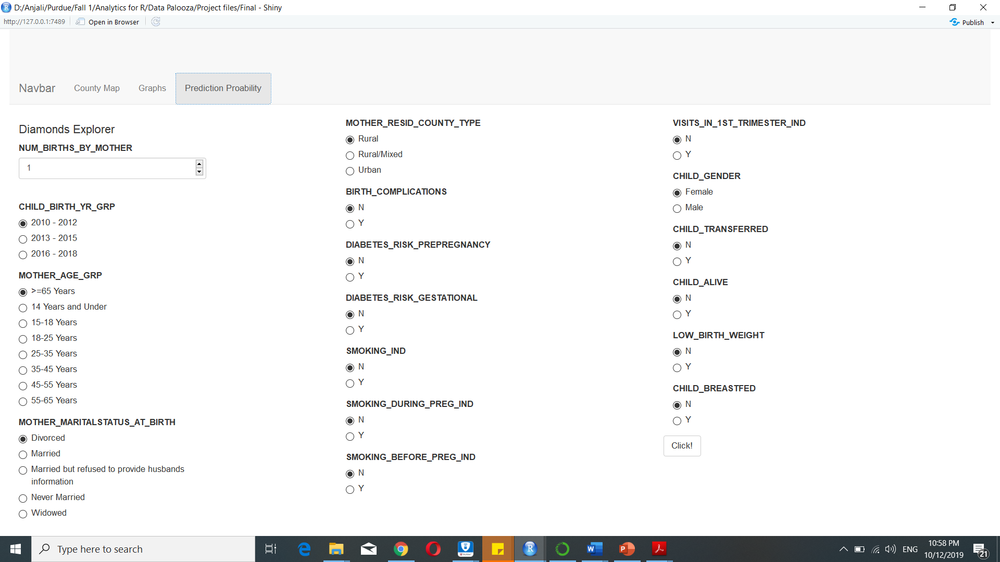 D:/Anjali/Purdue/Fall 1/Analytics for R/Data Palooza/Project files/Final - Shiny
http://127.0.0.1:7489
Open in Browser
Publish
Navbar
County Map
Graphs
Prediction Proability
Diamonds Explorer
NUM_BIRTHS_BY_MOTHER
1
CHILD_BIRTH_YR_GRP
2010 - 2012
2013 - 2015
2016 - 2018
MOTHER_AGE_GRP
>=65 Years
14 Years and Under
15-18 Years
18-25 Years
25-35 Years
35-45 Years
45-55 Years
55-65 Years
MOTHER_MARITALSTATUS_AT_BIRTH
Divorced
Married
Married but refused to provide husbands
information
Never Married
Widowed
MOTHER_RESID_COUNTY_TYPE
Rural
Rural/Mixed
Urban
BIRTH_COMPLICATIONS
N
Y
DIABETES_RISK_PREPREGNANCY
N
Y
DIABETES_RISK_GESTATIONAL
N
Y
SMOKING_IND
N
Y
SMOKING_DURING_PREG_IND
N
Y
SMOKING_BEFORE_PREG_IND
N
Y
VISITS_IN_1ST_TRIMESTER_IND
N
Y
CHILD_GENDER
Female
Male
CHILD_TRANSFERRED
N
Y
CHILD_ALIVE
N
Y
LOW_BIRTH_WEIGHT
N
Y
CHILD_BREASTFED
N
Y
Click!
Type here to search
ENG
10:58 PM
10/12/2019
21